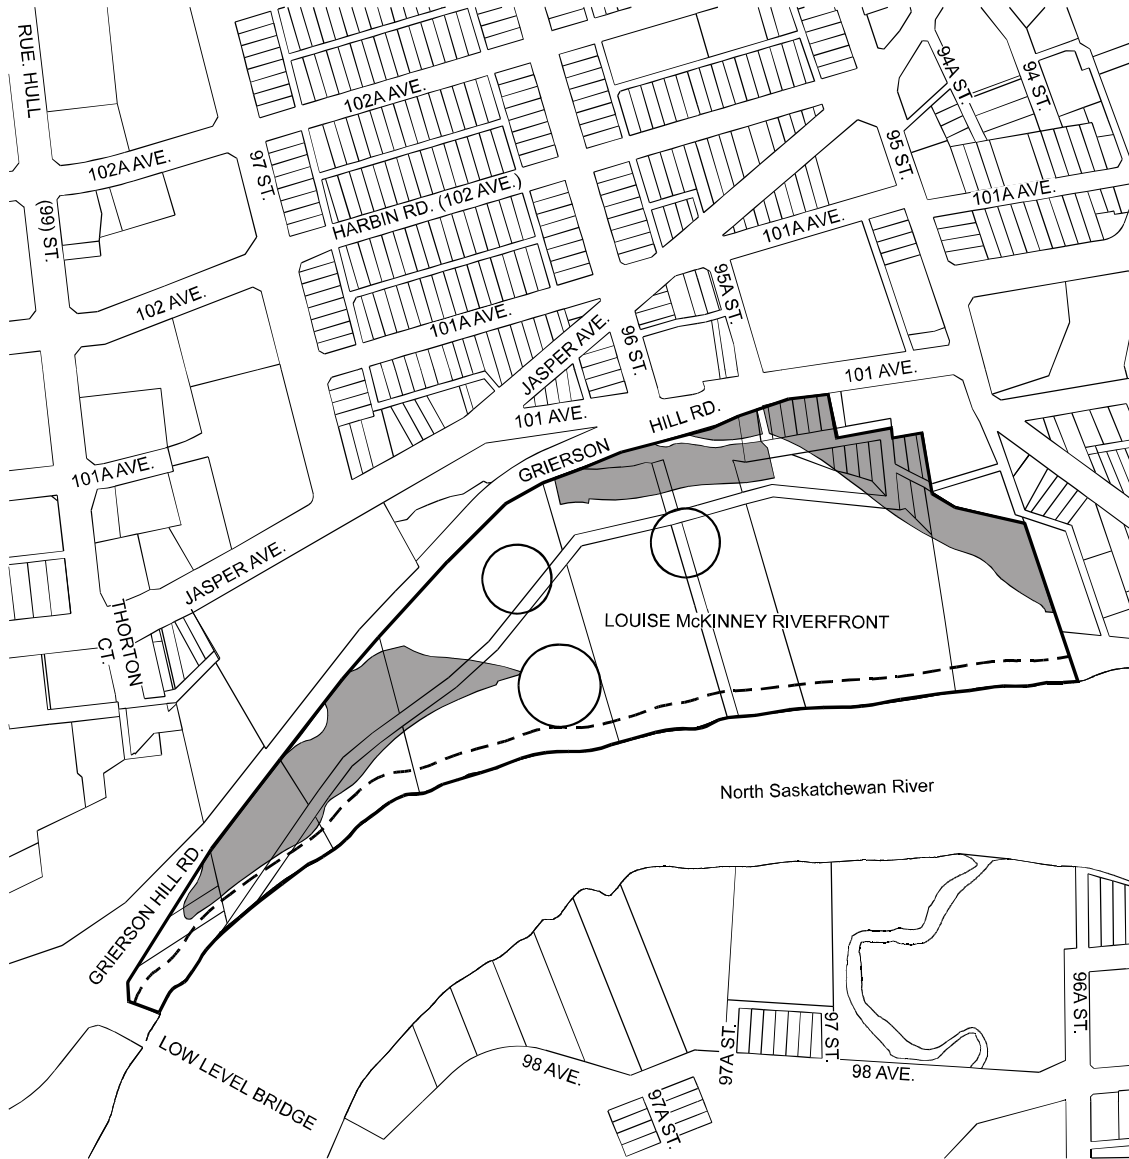 RUE. HULL
94A ST.
94 ST.
102A AVE.
95 ST.
102A AVE.
97 ST.
HARBIN RD. (102 AVE.)
101A AVE.
(99) ST.
101A AVE.
95A ST.
102 AVE.
101A AVE.
JASPER AVE.
96 ST.
101 AVE.
101 AVE.
HILL RD.
GRIERSON
101A AVE.
JASPER AVE.
THORTON
CT.
LOUISE McKINNEY RIVERFRONT
North Saskatchewan River
GRIERSON HILL RD.
96A ST.
97A ST.
97 ST.
LOW LEVEL BRIDGE
98 AVE.
98 AVE.
97A ST.